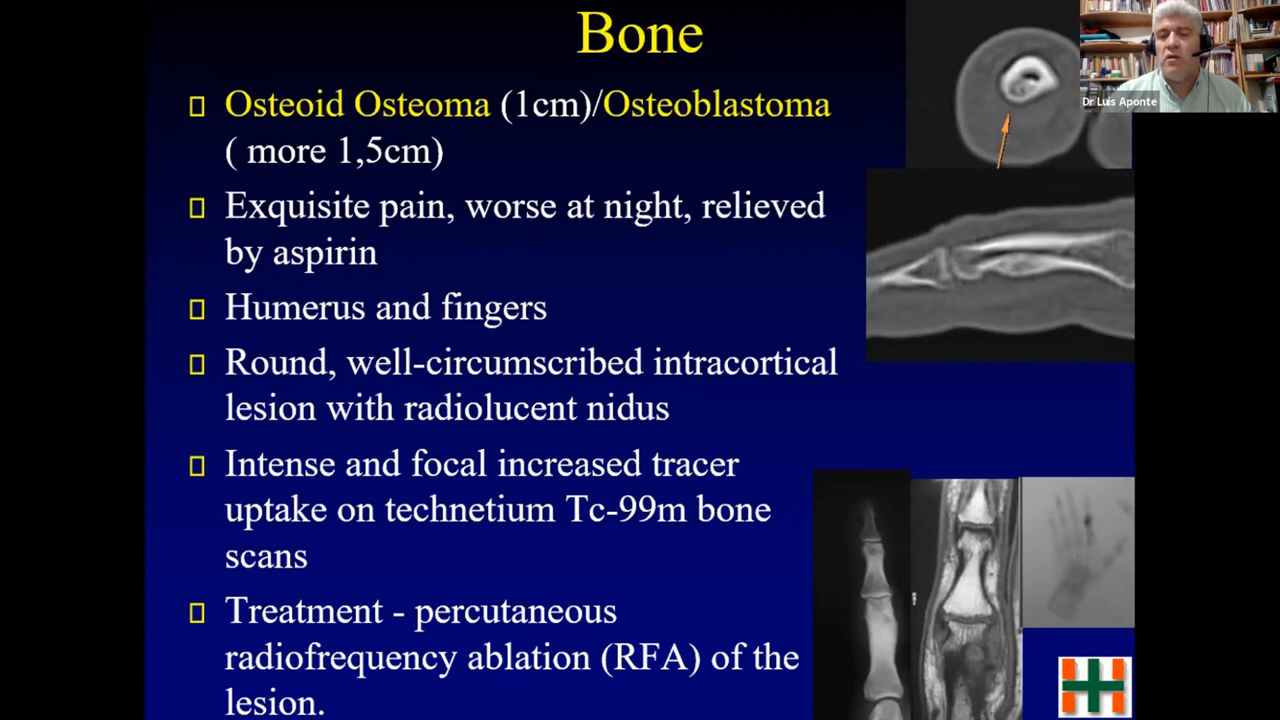 Bone
Osteoid Osteoma (1cm)/Osteoblastoma
( more 1,5cm)
Exquisite pain, worse at night, relieved
by aspirin
Humerus and fingers
Round, well-circumscribed intracortical
lesion with radiolucent nidus
Intense and focal increased tracer
uptake on technetium Tc-99m bone
scans
Treatment - percutaneous
radiofrequency ablation (RFA) of the
lesion.
Dr Luis Aponte